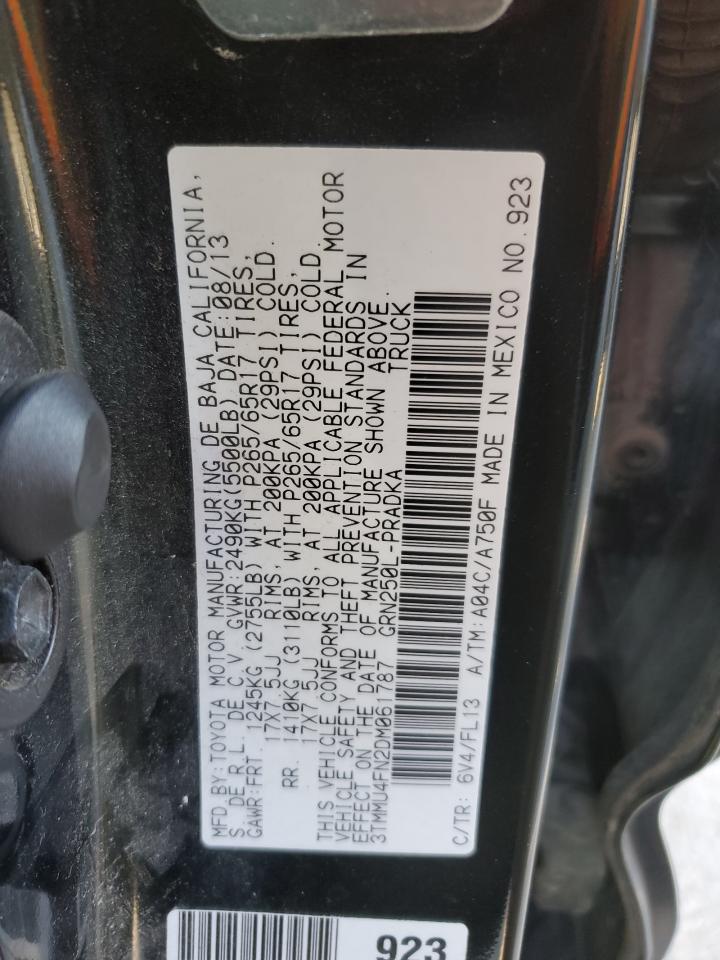 MFD.BY:TOYOTA MOTOR MANUFACTURING DE BAJA CALIFORNIA,
S. DE R.L. DE C.V. GVWR:2490KG(5500LB) DATE:08/13
GAWR:FRT. 1245KG (2755LB) WITH P265/65R17 TIRES,
17X7.5JJ RIMS, AT 200KPA (29PSI) COLD.
RR. 1410KG (3110LB) WITH P265/65R17 TIRES,
17X7.5JJ RIMS, AT 200KPA (29PSI) COLD.
THIS VEHICLE CONFORMS TO ALL APPLICABLE FEDERAL MOTOR
VEHICLE SAFETY AND THEFT PREVENTION STANDARDS IN
EFFECT ON THE DATE OF MANUFACTURE SHOWN ABOVE.
3TMMU4FN2DM061787 GRN250L-PRADKA TRUCK
C/TR: 6V4/FL13 A/TM:A04C/A750F MADE IN MEXICO NO.923
923